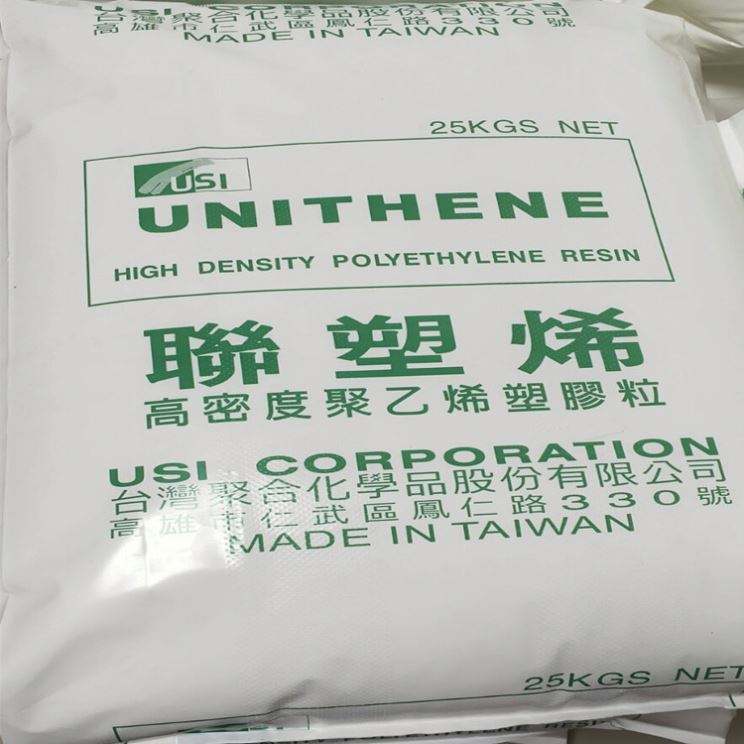 USI CORPORATION
台灣聚合化學品股份有限公司
高雄市仁武區鳳仁路330號
MADE IN TAIWAN
25KGS NET
USI
UNITHENE
HIGH DENSITY POLYETHYLENE RESIN
聯塑烯
高密度聚乙烯塑膠粒
USI CORPORATION
台灣聚合化學品股份有限公司
高雄市仁武區鳳仁路330號
MADE IN TAIWAN
25KGS NET
USI
POLYETHYLENE